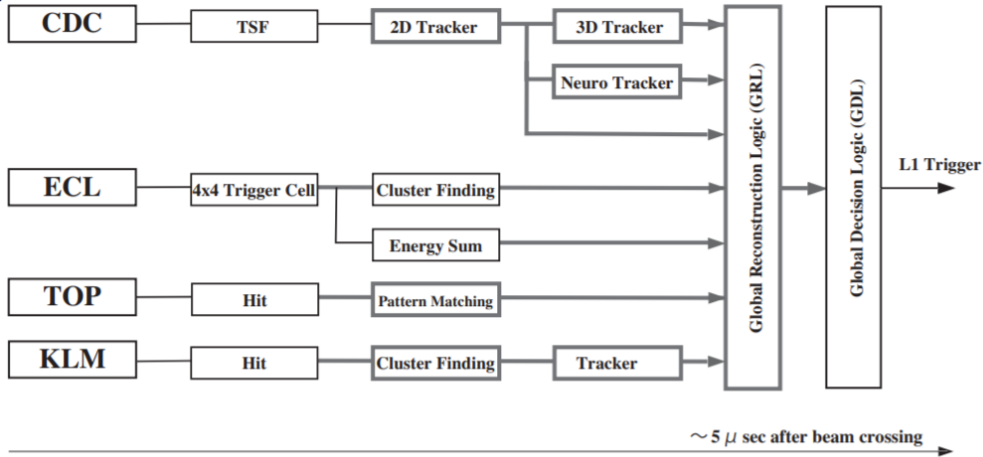 CDC
TSF
2D Tracker
3D Tracker
Neuro Tracker
ECL
4x4 Trigger Cell
Cluster Finding
Energy Sum
TOP
Hit
Pattern Matching
KLM
Hit
Cluster Finding
Tracker
Global Reconstruction Logic (GRL)
Global Decision Logic (GDL)
L1 Trigger
～5 μ sec after beam crossing